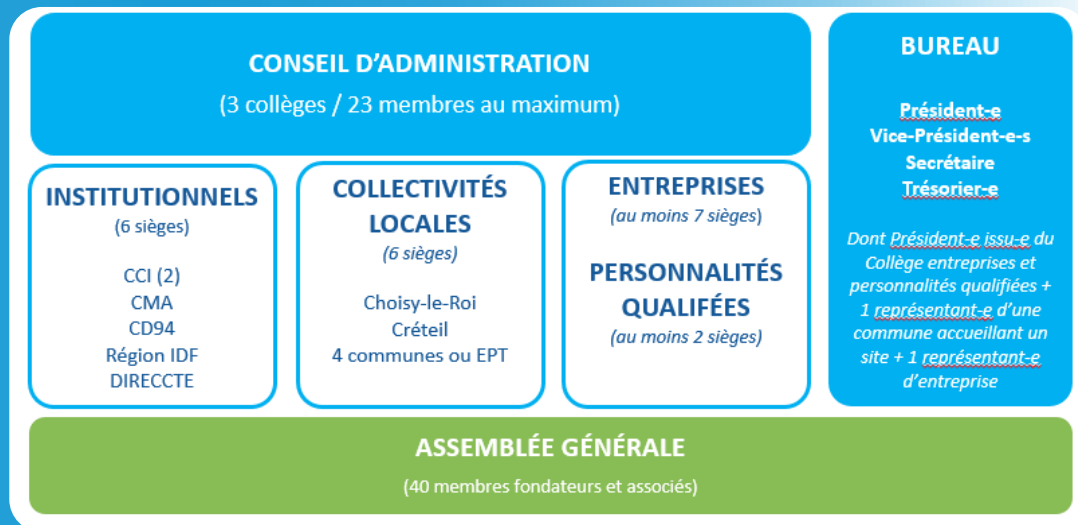 CONSEIL D'ADMINISTRATION
(3 collèges / 23 membres au maximum)
INSTITUTIONNELS
(6 sièges)
CCI (2)
CMA
CD94
Région IDF
DIRECCTE
COLLECTIVITÉS
LOCALES
(6 sièges)
Choisy-le-Roi
Créteil
4 communes ou EPT
ENTREPRISES
(au moins 7 sièges)
PERSONNALITÉS
QUALIFÉES
(au moins 2 sièges)
BUREAU
Président-e
Vice-Président-e-s
Secrétaire
Trésorier-e
Dont Président-e issu-e du
Collège entreprises et
personnalités qualifiées +
1 représentant-e d'une
commune accueillant un
site + 1 représentant-e
d'entreprise
ASSEMBLÉE GÉNÉRALE
(40 membres fondateurs et associés)